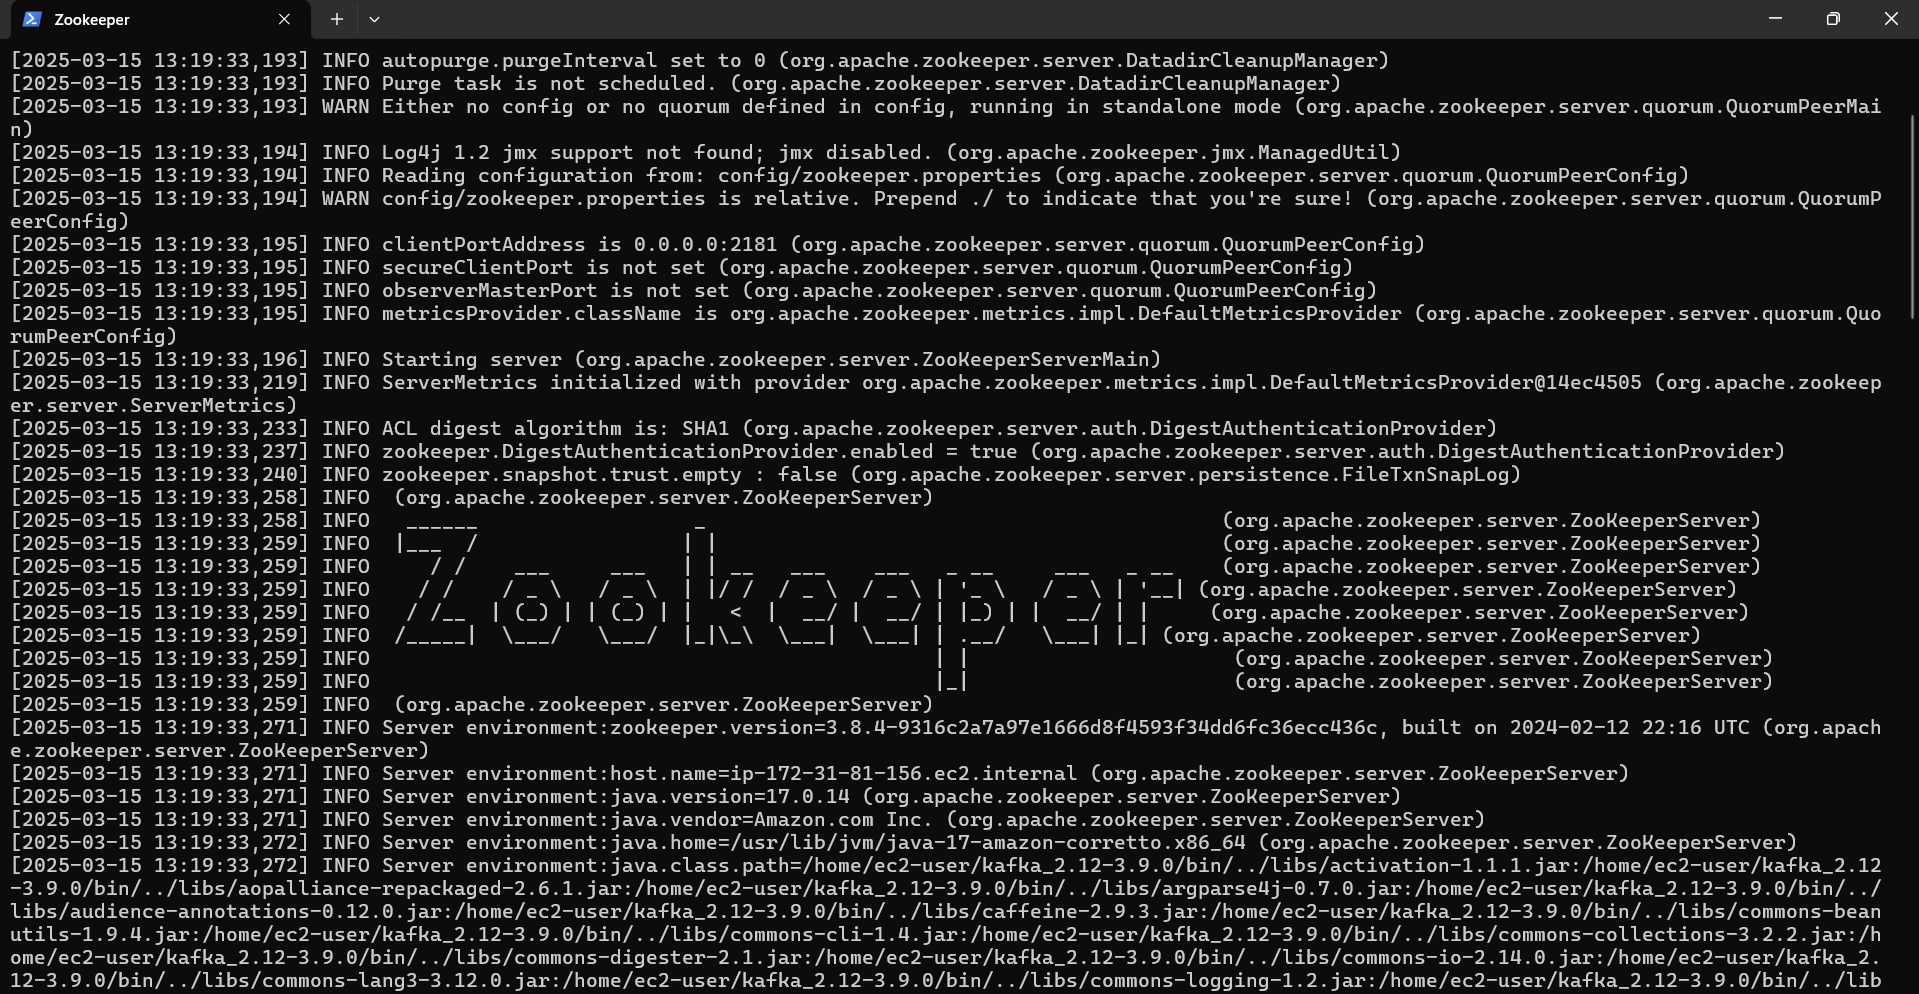 Zookeeper
[2025-03-15 13:19:33,193] INFO autopurge.purgeInterval set to 0 (org.apache.zookeeper.server.DatadirCleanupManager)
[2025-03-15 13:19:33,193] INFO Purge task is not scheduled. (org.apache.zookeeper.server.DatadirCleanupManager)
[2025-03-15 13:19:33,193] WARN Either no config or no quorum defined in config, running in standalone mode (org.apache.zookeeper.server.quorum.QuorumPeerMai
n)
[2025-03-15 13:19:33,194] INFO Log4j 1.2 jmx support not found; jmx disabled. (org.apache.zookeeper.jmx.ManagedUtil)
[2025-03-15 13:19:33,194] INFO Reading configuration from: config/zookeeper.properties (org.apache.zookeeper.server.quorum.QuorumPeerConfig)
[2025-03-15 13:19:33,194] WARN config/zookeeper.properties is relative. Prepend ./ to indicate that you're sure! (org.apache.zookeeper.server.quorum.QuorumP
eerConfig)
[2025-03-15 13:19:33,195] INFO clientPortAddress is 0.0.0.0:2181 (org.apache.zookeeper.server.quorum.QuorumPeerConfig)
[2025-03-15 13:19:33,195] INFO secureClientPort is not set (org.apache.zookeeper.server.quorum.QuorumPeerConfig)
[2025-03-15 13:19:33,195] INFO observerMasterPort is not set (org.apache.zookeeper.server.quorum.QuorumPeerConfig)
[2025-03-15 13:19:33,195] INFO metricsProvider.className is org.apache.zookeeper.metrics.impl.DefaultMetricsProvider (org.apache.zookeeper.server.quorum.Quo
rumPeerConfig)
[2025-03-15 13:19:33,196] INFO Starting server (org.apache.zookeeper.server.ZooKeeperServerMain)
[2025-03-15 13:19:33,219] INFO ServerMetrics initialized with provider org.apache.zookeeper.metrics.impl.DefaultMetricsProvider@14ec4505 (org.apache.zookeep
er.server.ServerMetrics)
[2025-03-15 13:19:33,233] INFO ACL digest algorithm is: SHA1 (org.apache.zookeeper.server.auth.DigestAuthenticationProvider)
[2025-03-15 13:19:33,237] INFO zookeeper.DigestAuthenticationProvider.enabled = true (org.apache.zookeeper.server.auth.DigestAuthenticationProvider)
[2025-03-15 13:19:33,240] INFO zookeeper.snapshot.trust.empty : false (org.apache.zookeeper.server.persistence.FileTxnSnapLog)
[2025-03-15 13:19:33,258] INFO  (org.apache.zookeeper.server.ZooKeeperServer)
[2025-03-15 13:19:33,258] INFO   ______                  _                                           (org.apache.zookeeper.server.ZooKeeperServer)
[2025-03-15 13:19:33,259] INFO  |___  /                 | |                                          (org.apache.zookeeper.server.ZooKeeperServer)
[2025-03-15 13:19:33,259] INFO     / /    ___     ___   | | __   ___    ___   _ __     ___   _ __    (org.apache.zookeeper.server.ZooKeeperServer)
[2025-03-15 13:19:33,259] INFO    / /    / _ \   / _ \  | |/ /  / _ \  / _ \ | '_ \   / _ \ | '__| (org.apache.zookeeper.server.ZooKeeperServer)
[2025-03-15 13:19:33,259] INFO   / /__  | (_) | | (_) | |   <  |  __/ |  __/ | |_) | |  __/ | |     (org.apache.zookeeper.server.ZooKeeperServer)
[2025-03-15 13:19:33,259] INFO  /_____|  \___/   \___/  |_|\_\  \___|  \___| | .__/   \___| |_| (org.apache.zookeeper.server.ZooKeeperServer)
[2025-03-15 13:19:33,259] INFO                                               | |                      (org.apache.zookeeper.server.ZooKeeperServer)
[2025-03-15 13:19:33,259] INFO                                               |_|                      (org.apache.zookeeper.server.ZooKeeperServer)
[2025-03-15 13:19:33,259] INFO  (org.apache.zookeeper.server.ZooKeeperServer)
[2025-03-15 13:19:33,271] INFO Server environment:zookeeper.version=3.8.4-9316c2a7a97e1666d8f4593f34dd6fc36ecc436c, built on 2024-02-12 22:16 UTC (org.apach
e.zookeeper.server.ZooKeeperServer)
[2025-03-15 13:19:33,271] INFO Server environment:host.name=ip-172-31-81-156.ec2.internal (org.apache.zookeeper.server.ZooKeeperServer)
[2025-03-15 13:19:33,271] INFO Server environment:java.version=17.0.14 (org.apache.zookeeper.server.ZooKeeperServer)
[2025-03-15 13:19:33,271] INFO Server environment:java.vendor=Amazon.com Inc. (org.apache.zookeeper.server.ZooKeeperServer)
[2025-03-15 13:19:33,272] INFO Server environment:java.home=/usr/lib/jvm/java-17-amazon-corretto.x86_64 (org.apache.zookeeper.server.ZooKeeperServer)
[2025-03-15 13:19:33,272] INFO Server environment:java.class.path=/home/ec2-user/kafka_2.12-3.9.0/bin/../libs/activation-1.1.1.jar:/home/ec2-user/kafka_2.12
-3.9.0/bin/../libs/aopalliance-repackaged-2.6.1.jar:/home/ec2-user/kafka_2.12-3.9.0/bin/../libs/argparse4j-0.7.0.jar:/home/ec2-user/kafka_2.12-3.9.0/bin/../
libs/audience-annotations-0.12.0.jar:/home/ec2-user/kafka_2.12-3.9.0/bin/../libs/caffeine-2.9.3.jar:/home/ec2-user/kafka_2.12-3.9.0/bin/../libs/commons-bean
utils-1.9.4.jar:/home/ec2-user/kafka_2.12-3.9.0/bin/../libs/commons-cli-1.4.jar:/home/ec2-user/kafka_2.12-3.9.0/bin/../libs/commons-collections-3.2.2.jar:/h
ome/ec2-user/kafka_2.12-3.9.0/bin/../libs/commons-digester-2.1.jar:/home/ec2-user/kafka_2.12-3.9.0/bin/../libs/commons-io-2.14.0.jar:/home/ec2-user/kafka_2.
12-3.9.0/bin/../libs/commons-lang3-3.12.0.jar:/home/ec2-user/kafka_2.12-3.9.0/bin/../libs/commons-logging-1.2.jar:/home/ec2-user/kafka_2.12-3.9.0/bin/../lib